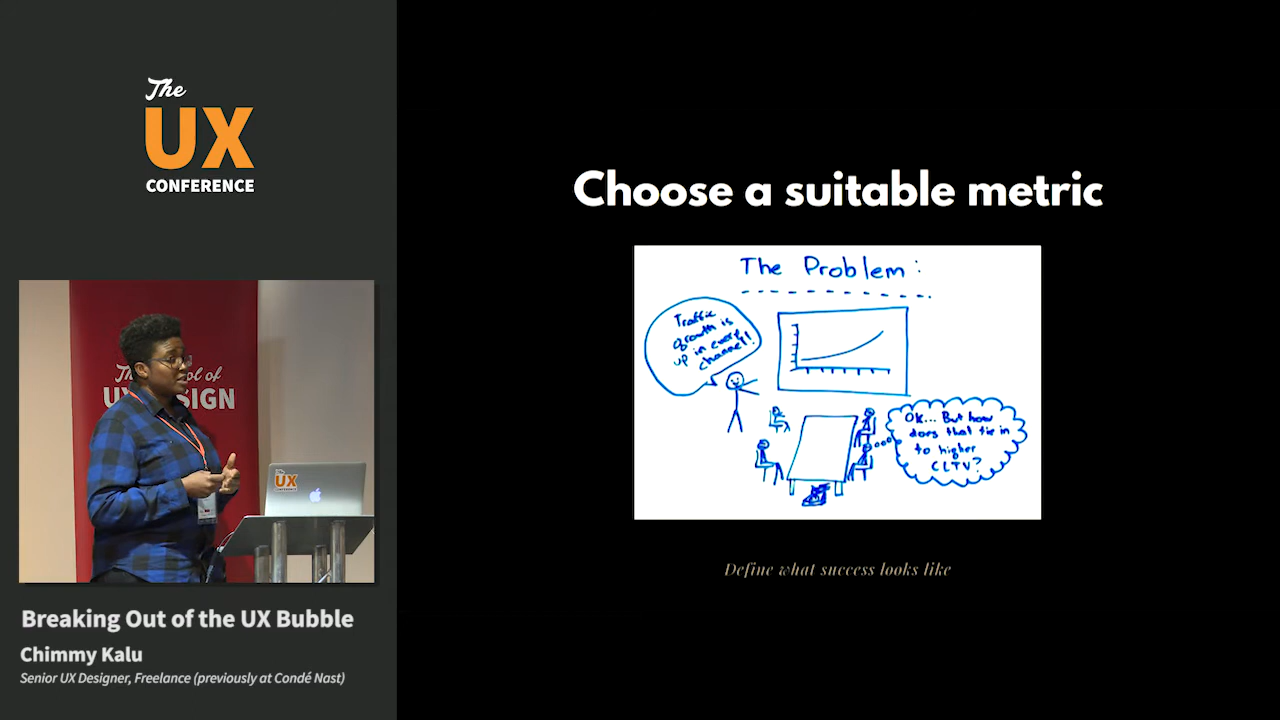 The
UX
CONFERENCE
UX
CONFERENCE
Breaking Out of the UX Bubble
Chimmy Kalu
Senior UX Designer, Freelance (previously at Condé Nast)
Choose a suitable metric
The Problem:
Traffic
growth is
up in every
channel!
OK... But how
does that tie in
to higher
CLTV?
Define what success looks like